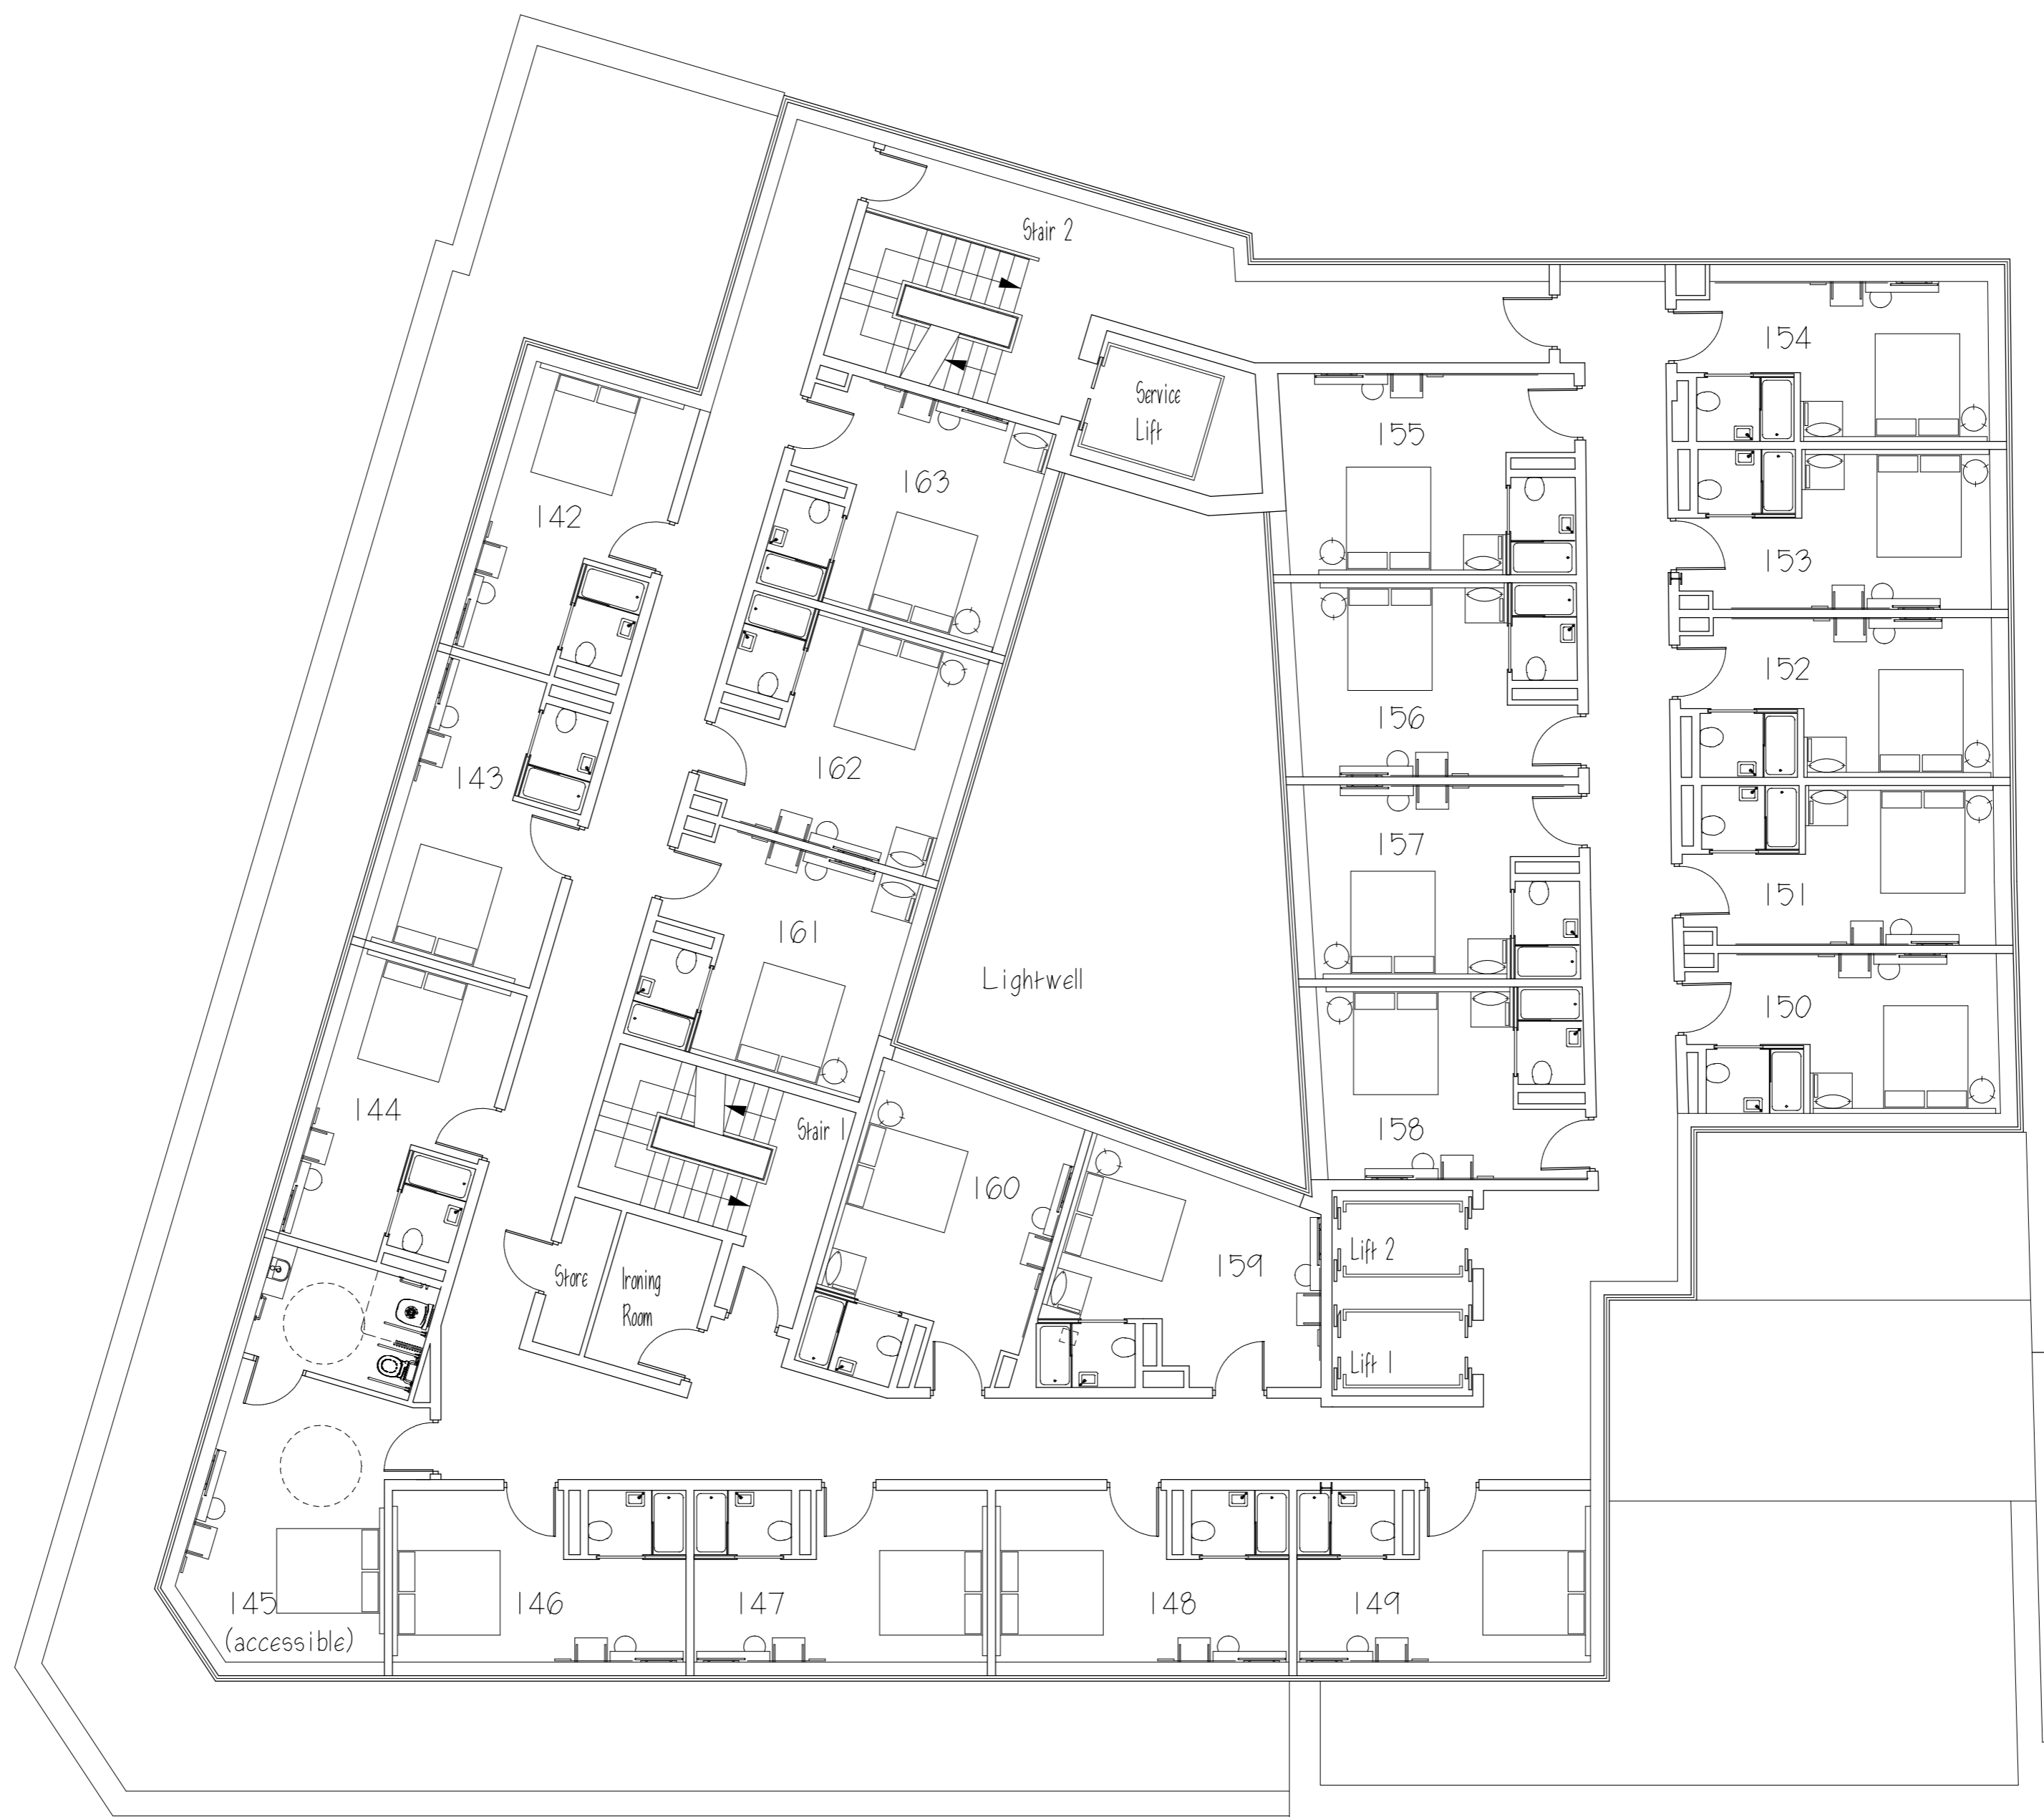 Stair 2
154
Service
Lift
155
163
142
153
152
156
162
143
157
151
161
Lightwell
150
144
Stair 1
158
160
Lift 2
159
Store
Ironing
Room
Lift 1
145
(accessible)
146
147
148
149